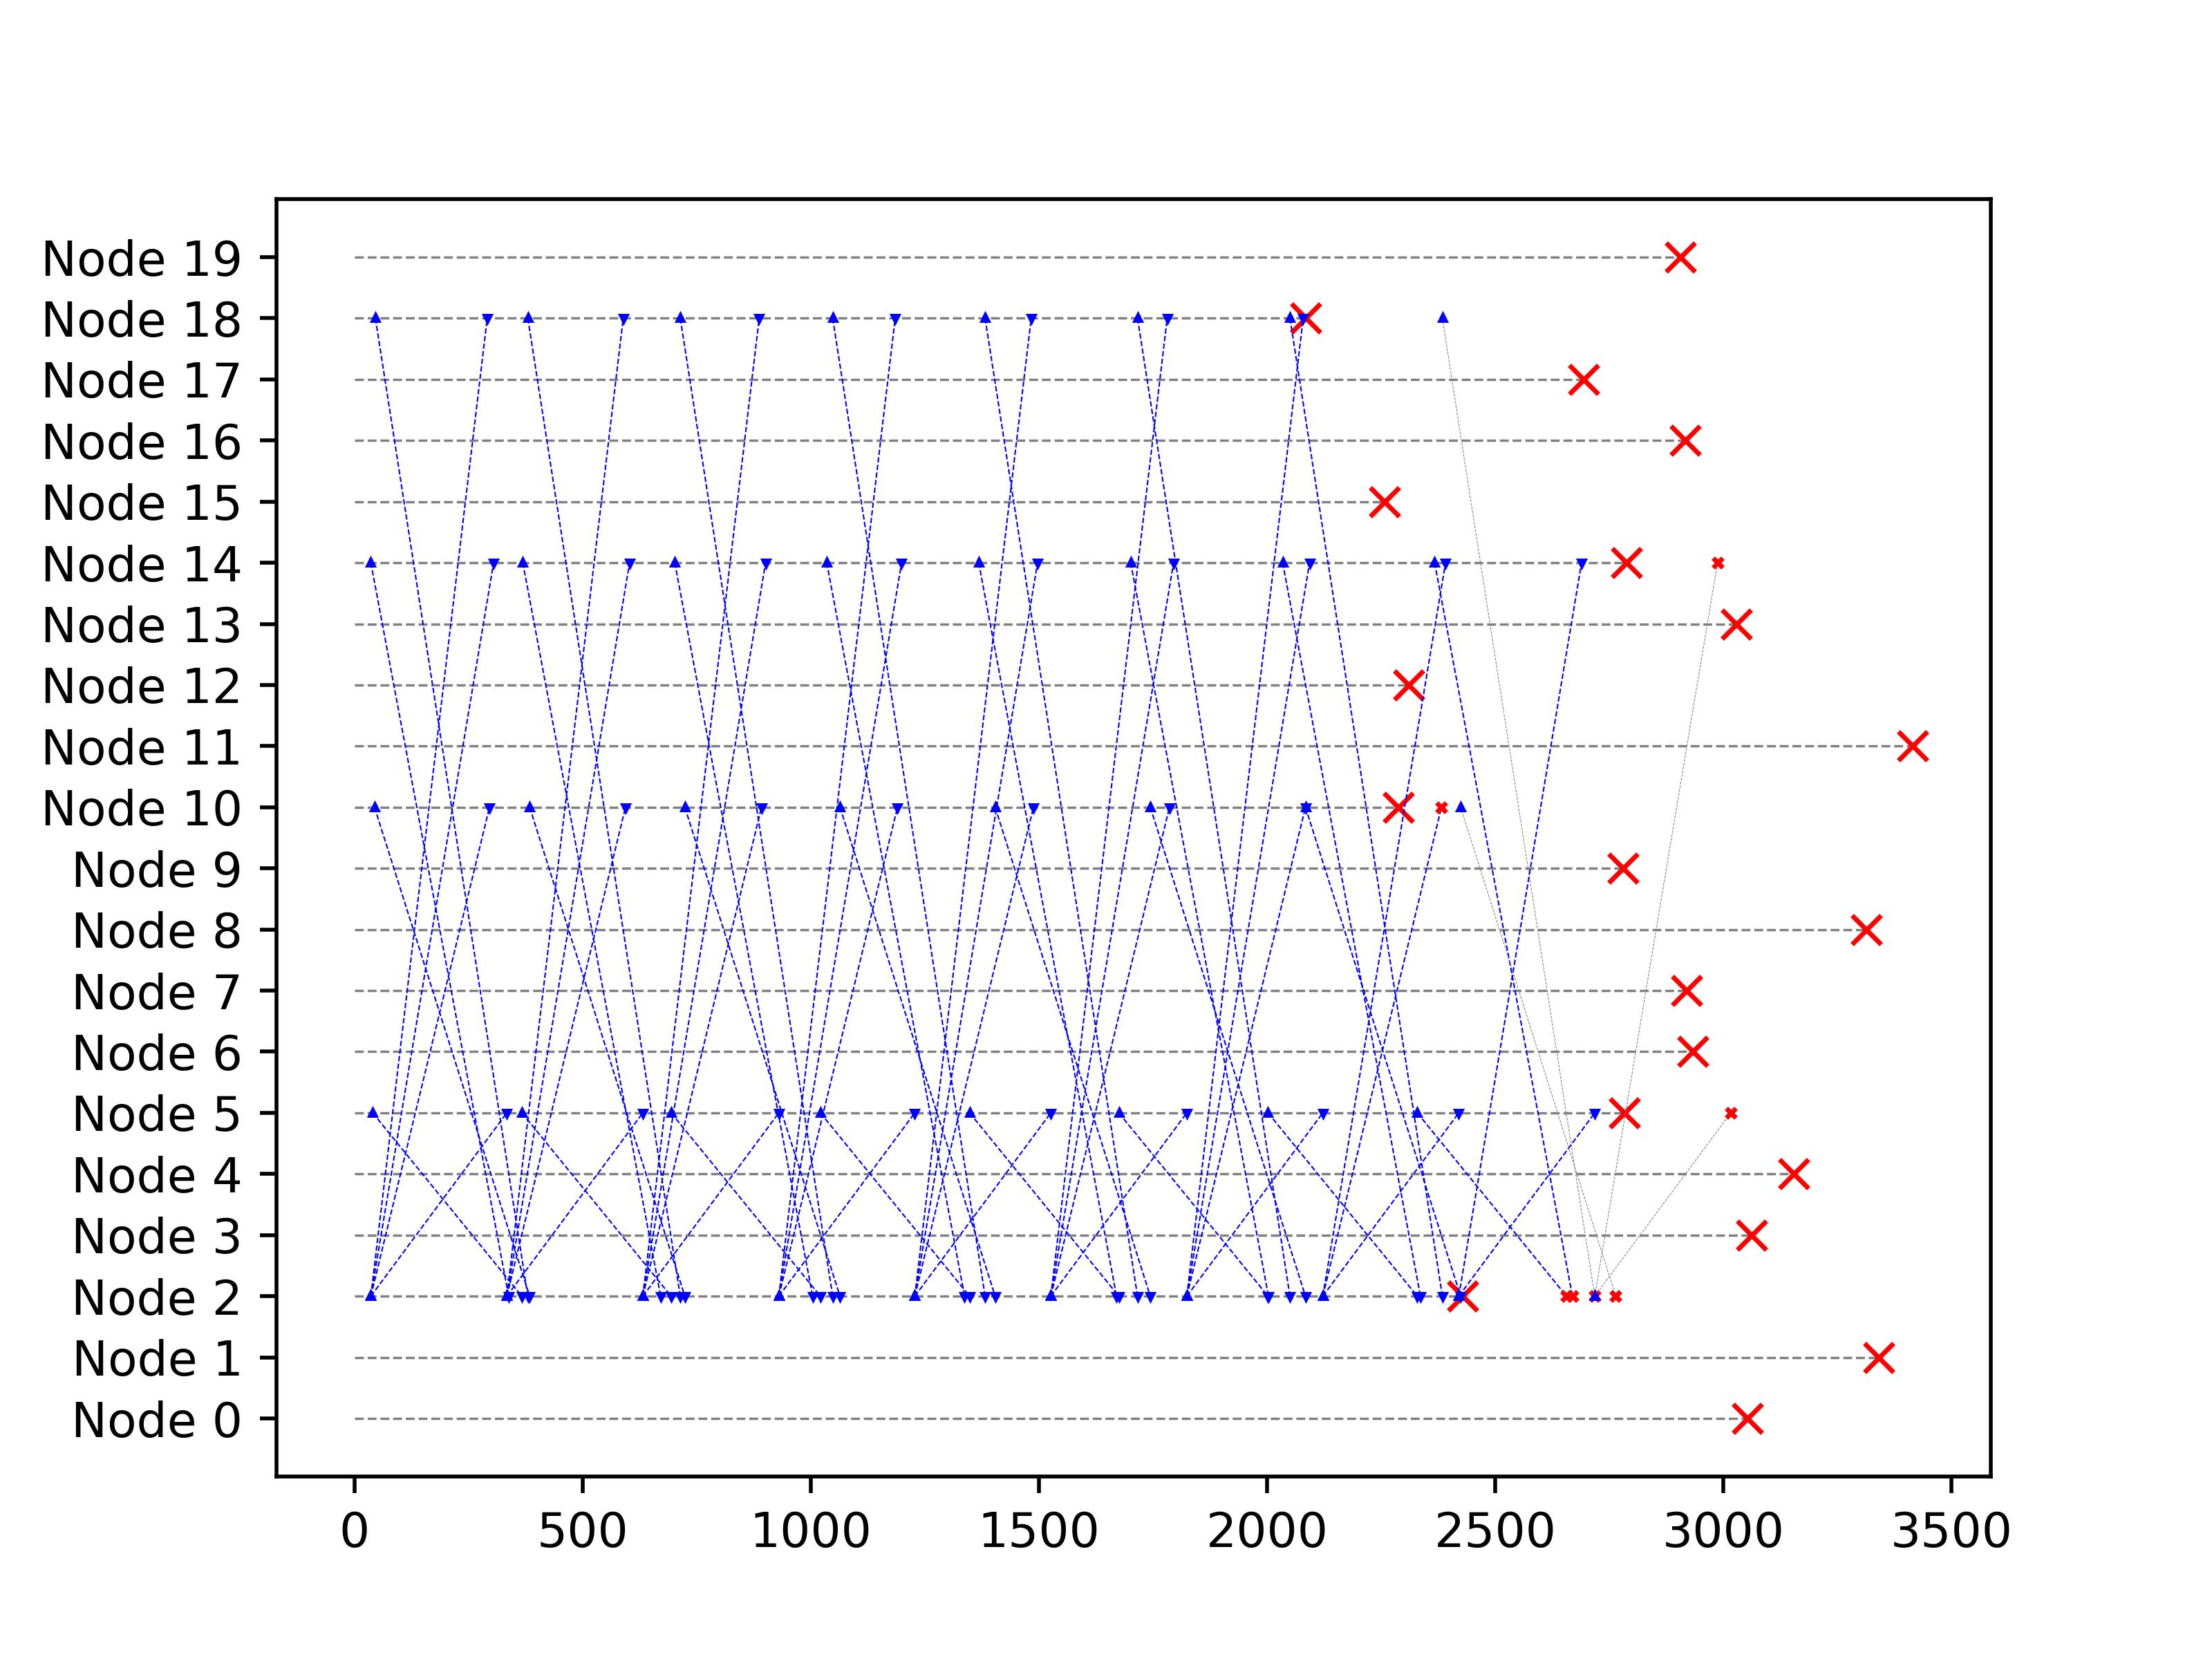 Node 19
Node 18
Node 17
Node 16
Node 15
Node 14
Node 13
Node 12
Node 11
Node 10
Node 9
Node 8
Node 7
Node 6
Node 5
Node 4
Node 3
Node 2
Node 1
Node 0
0 500 1000 1500 2000 2500 3000 3500